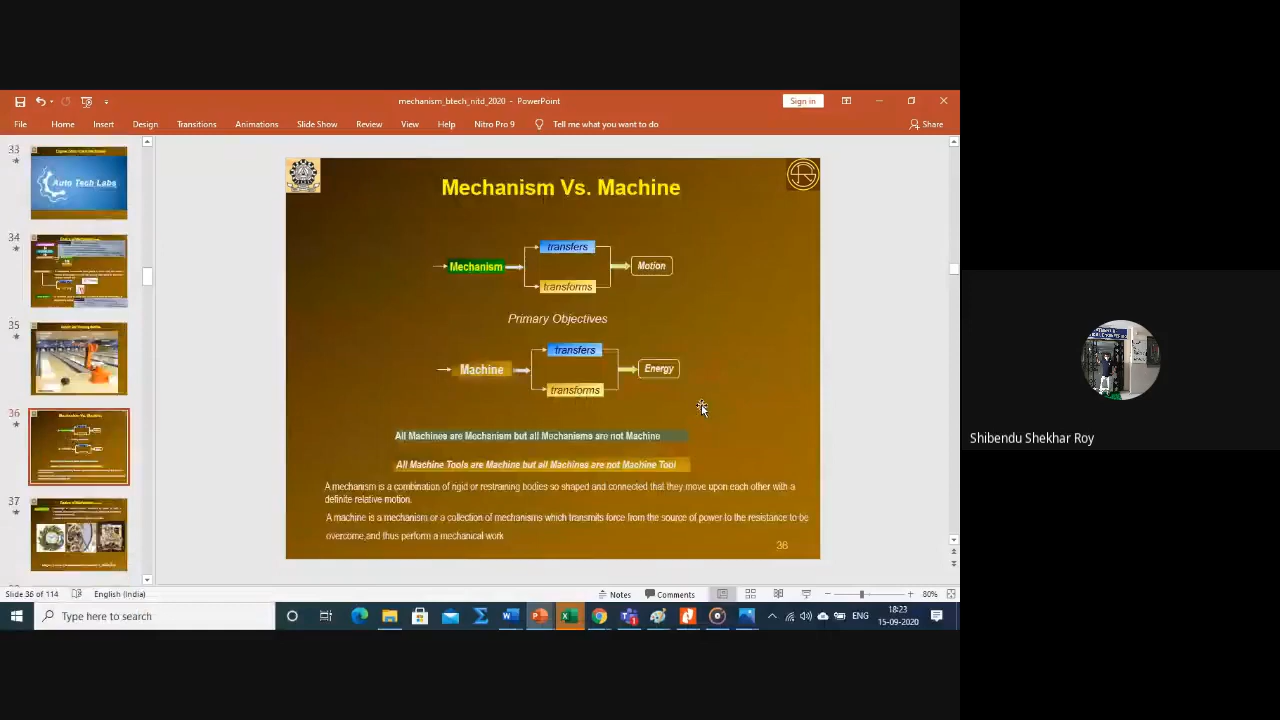 mechanism_btech_nitd_2020 - PowerPoint
Sign in
File Home Insert Design Transitions Animations Slide Show Review View Help Nitro Pro 9 Tell me what you want to do Share
33
Auto Tech Labs
34
35
36
37
Mechanism Vs. Machine
transfers
Mechanism
Motion
transforms
Primary Objectives
transfers
Machine
Energy
transforms
All Machines are Mechanism but all Mechanisms are not Machine
All Machine Tools are Machine but all Machines are not Machine Tool
A mechanism is a combination of rigid or restraining bodies so shaped and connected that they move upon each other with a
definite relative motion.
A machine is a mechanism or a collection of mechanisms which transmits force from the source of power to the resistance to be
overcome,and thus perform a mechanical work
36
Shibendu Shekhar Roy
Slide 36 of 114 English (India) Notes Comments 80%
Type here to search
ENG
18:23
15-09-2020